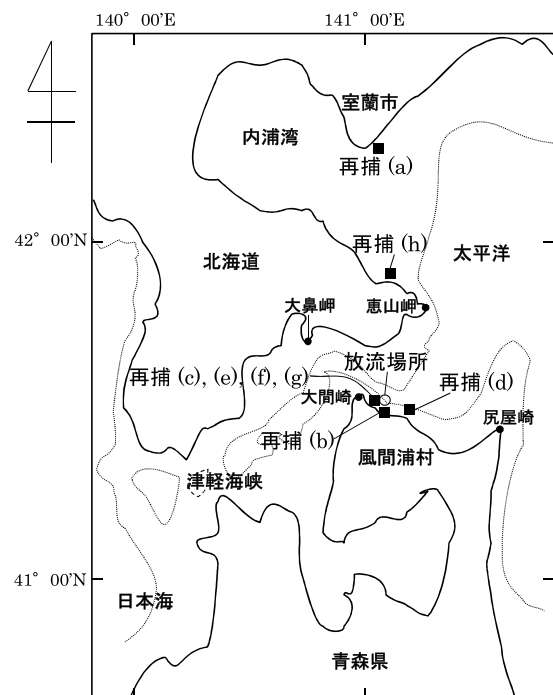 140° 00'E
141° 00'E
室蘭市
内浦湾
再捕 (a)
42° 00'N
再捕 (h)
太平洋
北海道
大鼻岬
恵山岬
放流場所
再捕 (c), (e), (f), (g)
再捕 (d)
大間崎
尻屋崎
再捕 (b)
風間浦村
津軽海峡
41° 00'N
日本海
青森県